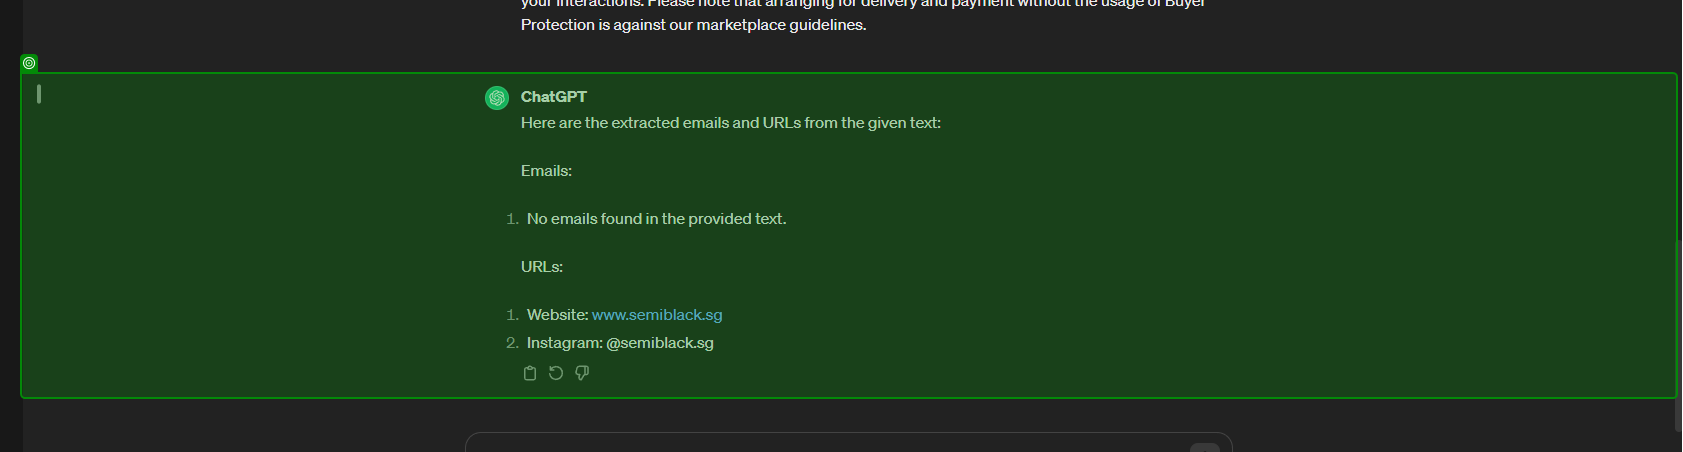 your interactions. Please note that arranging for delivery and payment without the usage of Buyer
Protection is against our marketplace guidelines.
ChatGPT
Here are the extracted emails and URLs from the given text:
Emails:
1. No emails found in the provided text.
URLs:
1. Website: www.semiblack.sg
2. Instagram: @semiblack.sg